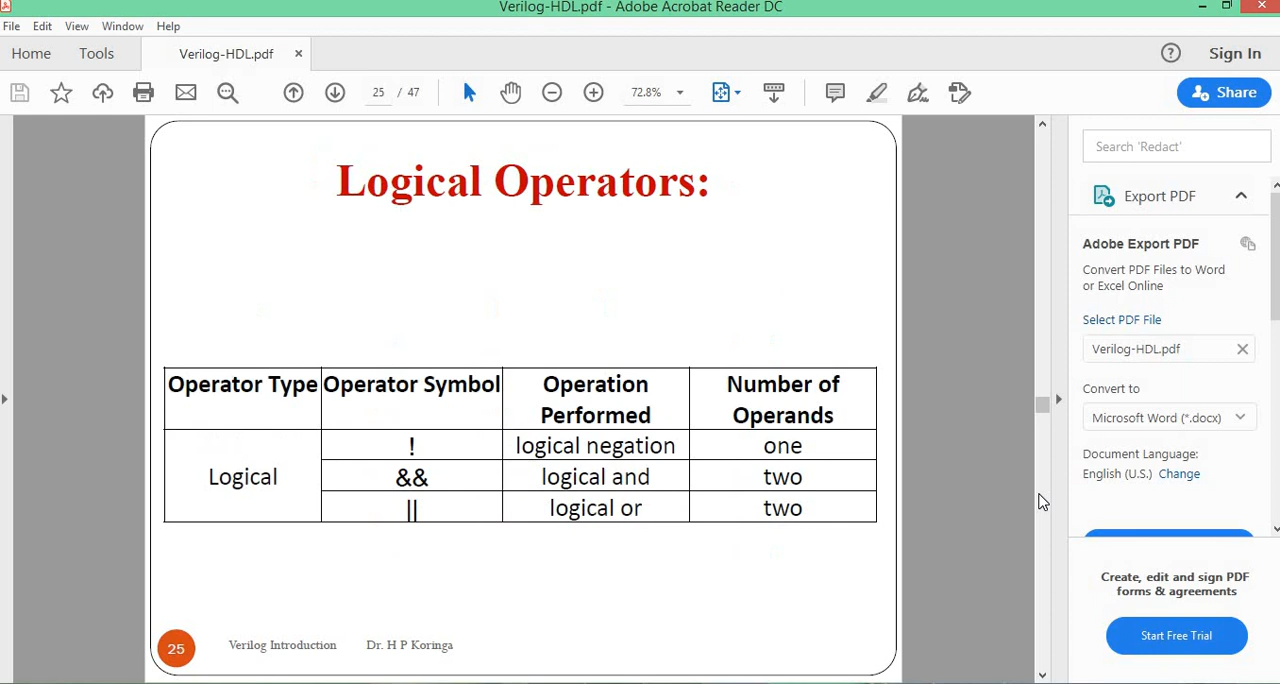 Verilog-HDL.pdf - Adobe Acrobat Reader DC
File Edit View Window Help
Home Tools Verilog-HDL.pdf × ? Sign In
25 / 47 72.8% Share
Logical Operators:
Operator Type Operator Symbol Operation Performed Number of Operands
Logical
! logical negation one
&& logical and two
|| logical or two
25 Verilog Introduction Dr. H P Koringa
Search 'Redact'
Export PDF
Adobe Export PDF
Convert PDF Files to Word
or Excel Online
Select PDF File
Verilog-HDL.pdf
Convert to
Microsoft Word (*.docx)
Document Language:
English (U.S.) Change
Create, edit and sign PDF
forms & agreements
Start Free Trial